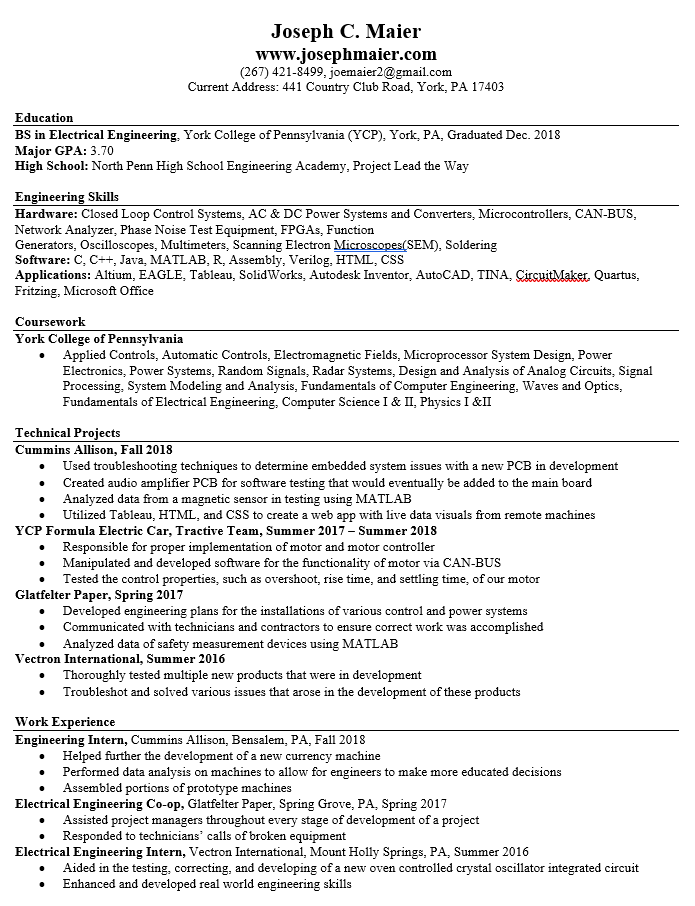 Joseph C. Maier
www.josephmaier.com
(267) 421-8499, joemaier2@gmail.com
Current Address: 441 Country Club Road, York, PA 17403
Education
BS in Electrical Engineering, York College of Pennsylvania (YCP), York, PA, Graduated Dec. 2018
Major GPA: 3.70
High School: North Penn High School Engineering Academy, Project Lead the Way
Engineering Skills
Hardware: Closed Loop Control Systems, AC & DC Power Systems and Converters, Microcontrollers, CAN-BUS,
Network Analyzer, Phase Noise Test Equipment, FPGAs, Function
Generators, Oscilloscopes, Multimeters, Scanning Electron Microscopes(SEM), Soldering
Software: C, C++, Java, MATLAB, R, Assembly, Verilog, HTML, CSS
Applications: Altium, EAGLE, Tableau, SolidWorks, Autodesk Inventor, AutoCAD, TINA, CircuitMaker, Quartus,
Fritzing, Microsoft Office
Coursework
York College of Pennsylvania
• Applied Controls, Automatic Controls, Electromagnetic Fields, Microprocessor System Design, Power
Electronics, Power Systems, Random Signals, Radar Systems, Design and Analysis of Analog Circuits, Signal
Processing, System Modeling and Analysis, Fundamentals of Computer Engineering, Waves and Optics,
Fundamentals of Electrical Engineering, Computer Science I & II, Physics I &II
Technical Projects
Cummins Allison, Fall 2018
• Used troubleshooting techniques to determine embedded system issues with a new PCB in development
• Created audio amplifier PCB for software testing that would eventually be added to the main board
• Analyzed data from a magnetic sensor in testing using MATLAB
• Utilized Tableau, HTML, and CSS to create a web app with live data visuals from remote machines
YCP Formula Electric Car, Tractive Team, Summer 2017 – Summer 2018
• Responsible for proper implementation of motor and motor controller
• Manipulated and developed software for the functionality of motor via CAN-BUS
• Tested the control properties, such as overshoot, rise time, and settling time, of our motor
Glatfelter Paper, Spring 2017
• Developed engineering plans for the installations of various control and power systems
• Communicated with technicians and contractors to ensure correct work was accomplished
• Analyzed data of safety measurement devices using MATLAB
Vectron International, Summer 2016
• Thoroughly tested multiple new products that were in development
• Troubleshot and solved various issues that arose in the development of these products
Work Experience
Engineering Intern, Cummins Allison, Bensalem, PA, Fall 2018
• Helped further the development of a new currency machine
• Performed data analysis on machines to allow for engineers to make more educated decisions
• Assembled portions of prototype machines
Electrical Engineering Co-op, Glatfelter Paper, Spring Grove, PA, Spring 2017
• Assisted project managers throughout every stage of development of a project
• Responded to technicians’ calls of broken equipment
Electrical Engineering Intern, Vectron International, Mount Holly Springs, PA, Summer 2016
• Aided in the testing, correcting, and developing of a new oven controlled crystal oscillator integrated circuit
• Enhanced and developed real world engineering skills